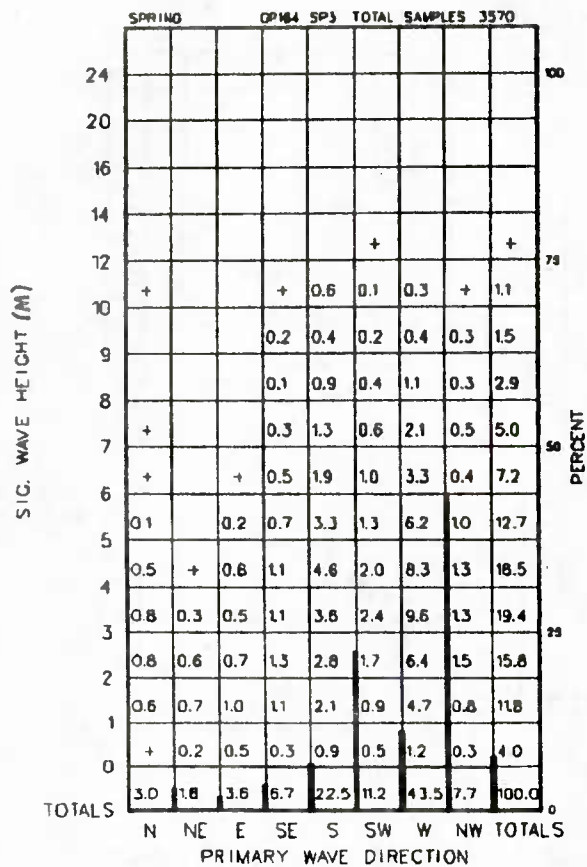 SPRING GP164 SP3 TOTAL SAMPLES 3570
24 100
20
16
14
+ +
12 75
+ + 0.6 0.1 0.3 + 1.1
10
0.2 0.4 0.2 0.4 0.3 1.5
9
0.1 0.9 0.4 1.1 0.3 2.9
8
+ 0.3 1.3 0.6 2.1 0.5 5.0
7 50
+ + 0.5 1.9 1.0 3.3 0.4 7.2
6
0.1 0.2 0.7 3.3 1.3 6.2 1.0 12.7
5
0.5 + 0.6 1.1 4.6 2.0 8.3 1.3 18.5
4
0.8 0.3 0.5 1.1 3.6 2.4 9.6 1.3 19.4
3 25
0.8 0.6 0.7 1.3 2.8 1.7 6.4 1.5 15.8
2
0.6 0.7 1.0 1.1 2.1 0.9 4.7 0.8 11.8
1
+ 0.2 0.5 0.3 0.9 0.5 1.2 0.3 4.0
0
TOTALS 3.0 1.8 3.6 6.7 22.5 11.2 43.5 7.7 100.0 0
N NE E SE S SW W NW TOTALS
PRIMARY WAVE DIRECTION
SIG. WAVE HEIGHT (M)
PERCENT